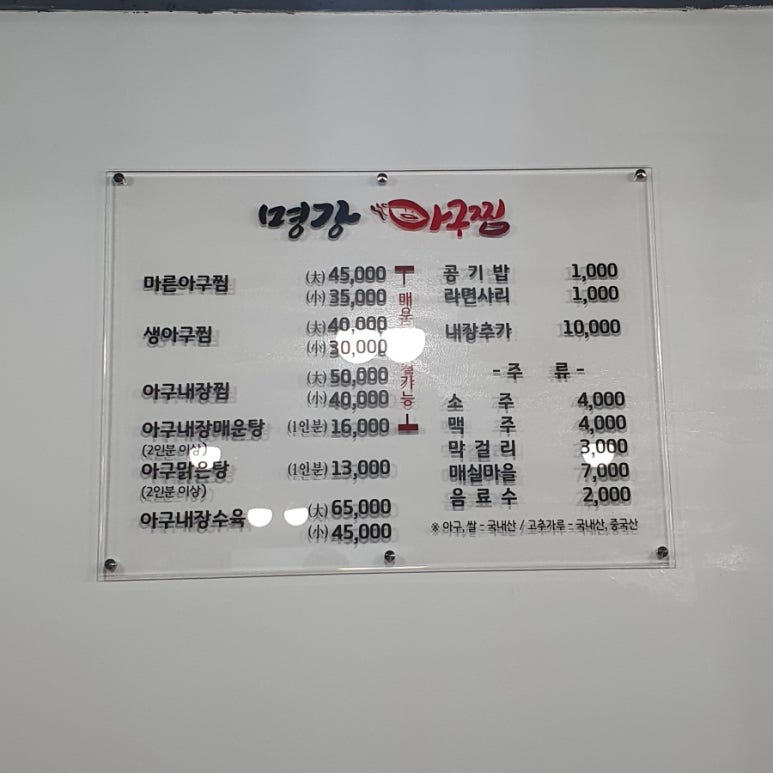 명강 아구찜
마른아구찜 (大) 45,000
(小) 35,000
생아구찜 (大) 40,000
(小) 30,000
아구내장찜 (大) 50,000
(小) 40,000
아구내장매운탕 (1인분) 16,000
(2인분 이상)
아구맑은탕 (1인분) 13,000
(2인분 이상)
아구내장수육 (大) 65,000
(小) 45,000
매운
가능
공기밥 1,000
라면사리 1,000
내장추가 10,000
- 주 류 -
소 주 4,000
맥 주 4,000
막걸리 3,000
매실마을 7,000
음료수 2,000
※ 아구, 쌀 - 국내산 / 고추가루 - 국내산, 중국산